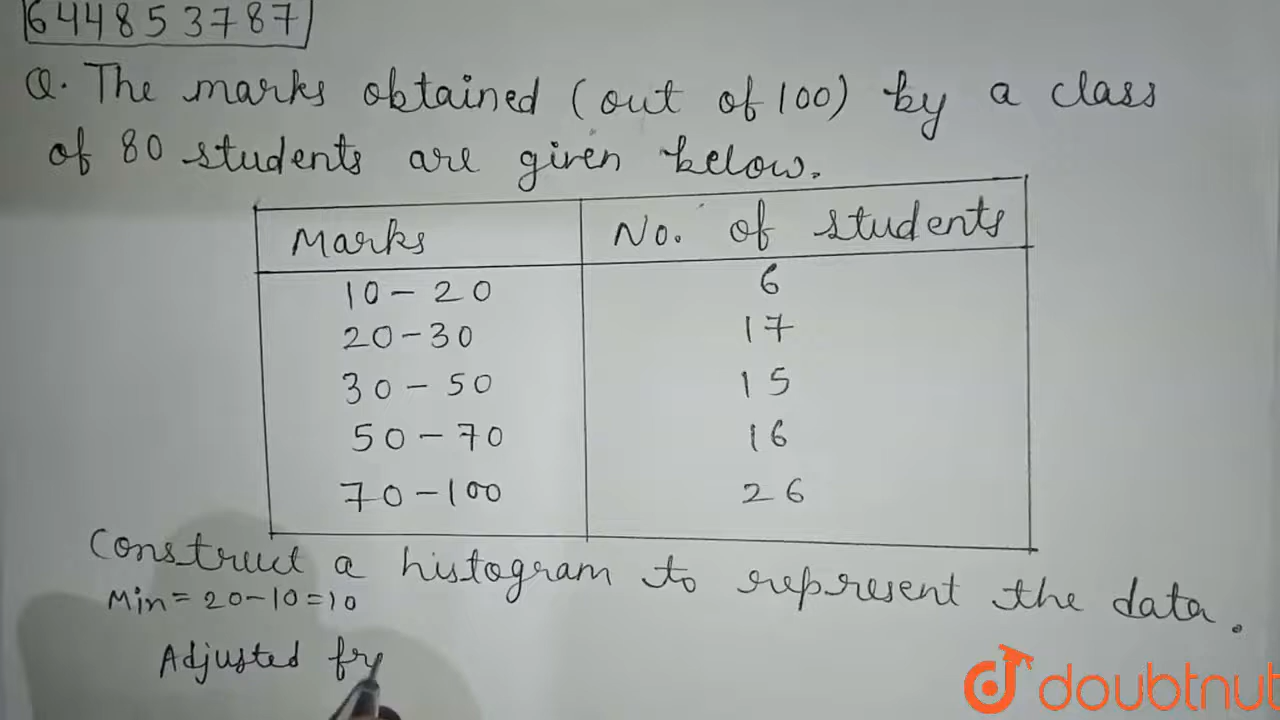 644853787
Q. The marks obtained (out of 100) by a class
of 80 students are given below.
Marks No. of students
10-20 6
20-30 17
30-50 15
50-70 16
70-100 26
Construct a histogram to represent the data.
Min = 20-10=10
Adjusted fr
doubtnut